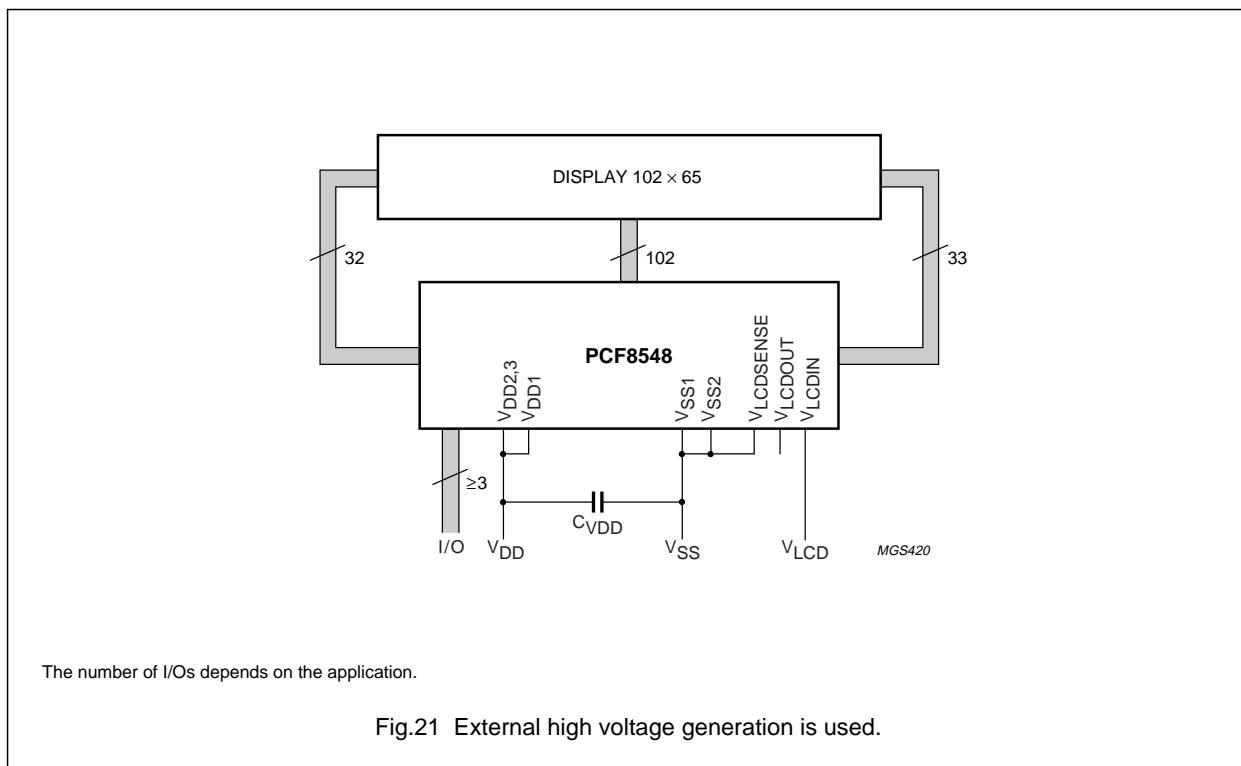 DISPLAY 102 × 65
32
102
33
PCF8548
VDD2,3
VDD1
VSS1
VSS2
VLCDSENSE
VLCDOUT
VLCDIN
≥3
CVDD
I/O
VDD
VSS
VLCD
MGS420
The number of I/Os depends on the application.
Fig.21 External high voltage generation is used.